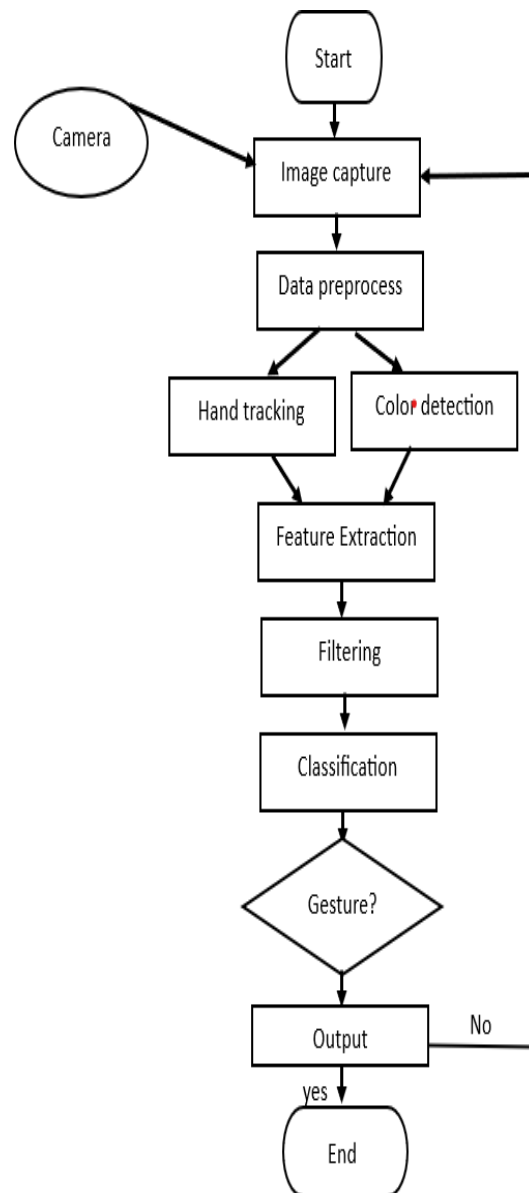 Start
Camera
Image capture
Data preprocess
Hand tracking
Color detection
Feature Extraction
Filtering
Classification
Gesture?
Output
No
yes
End